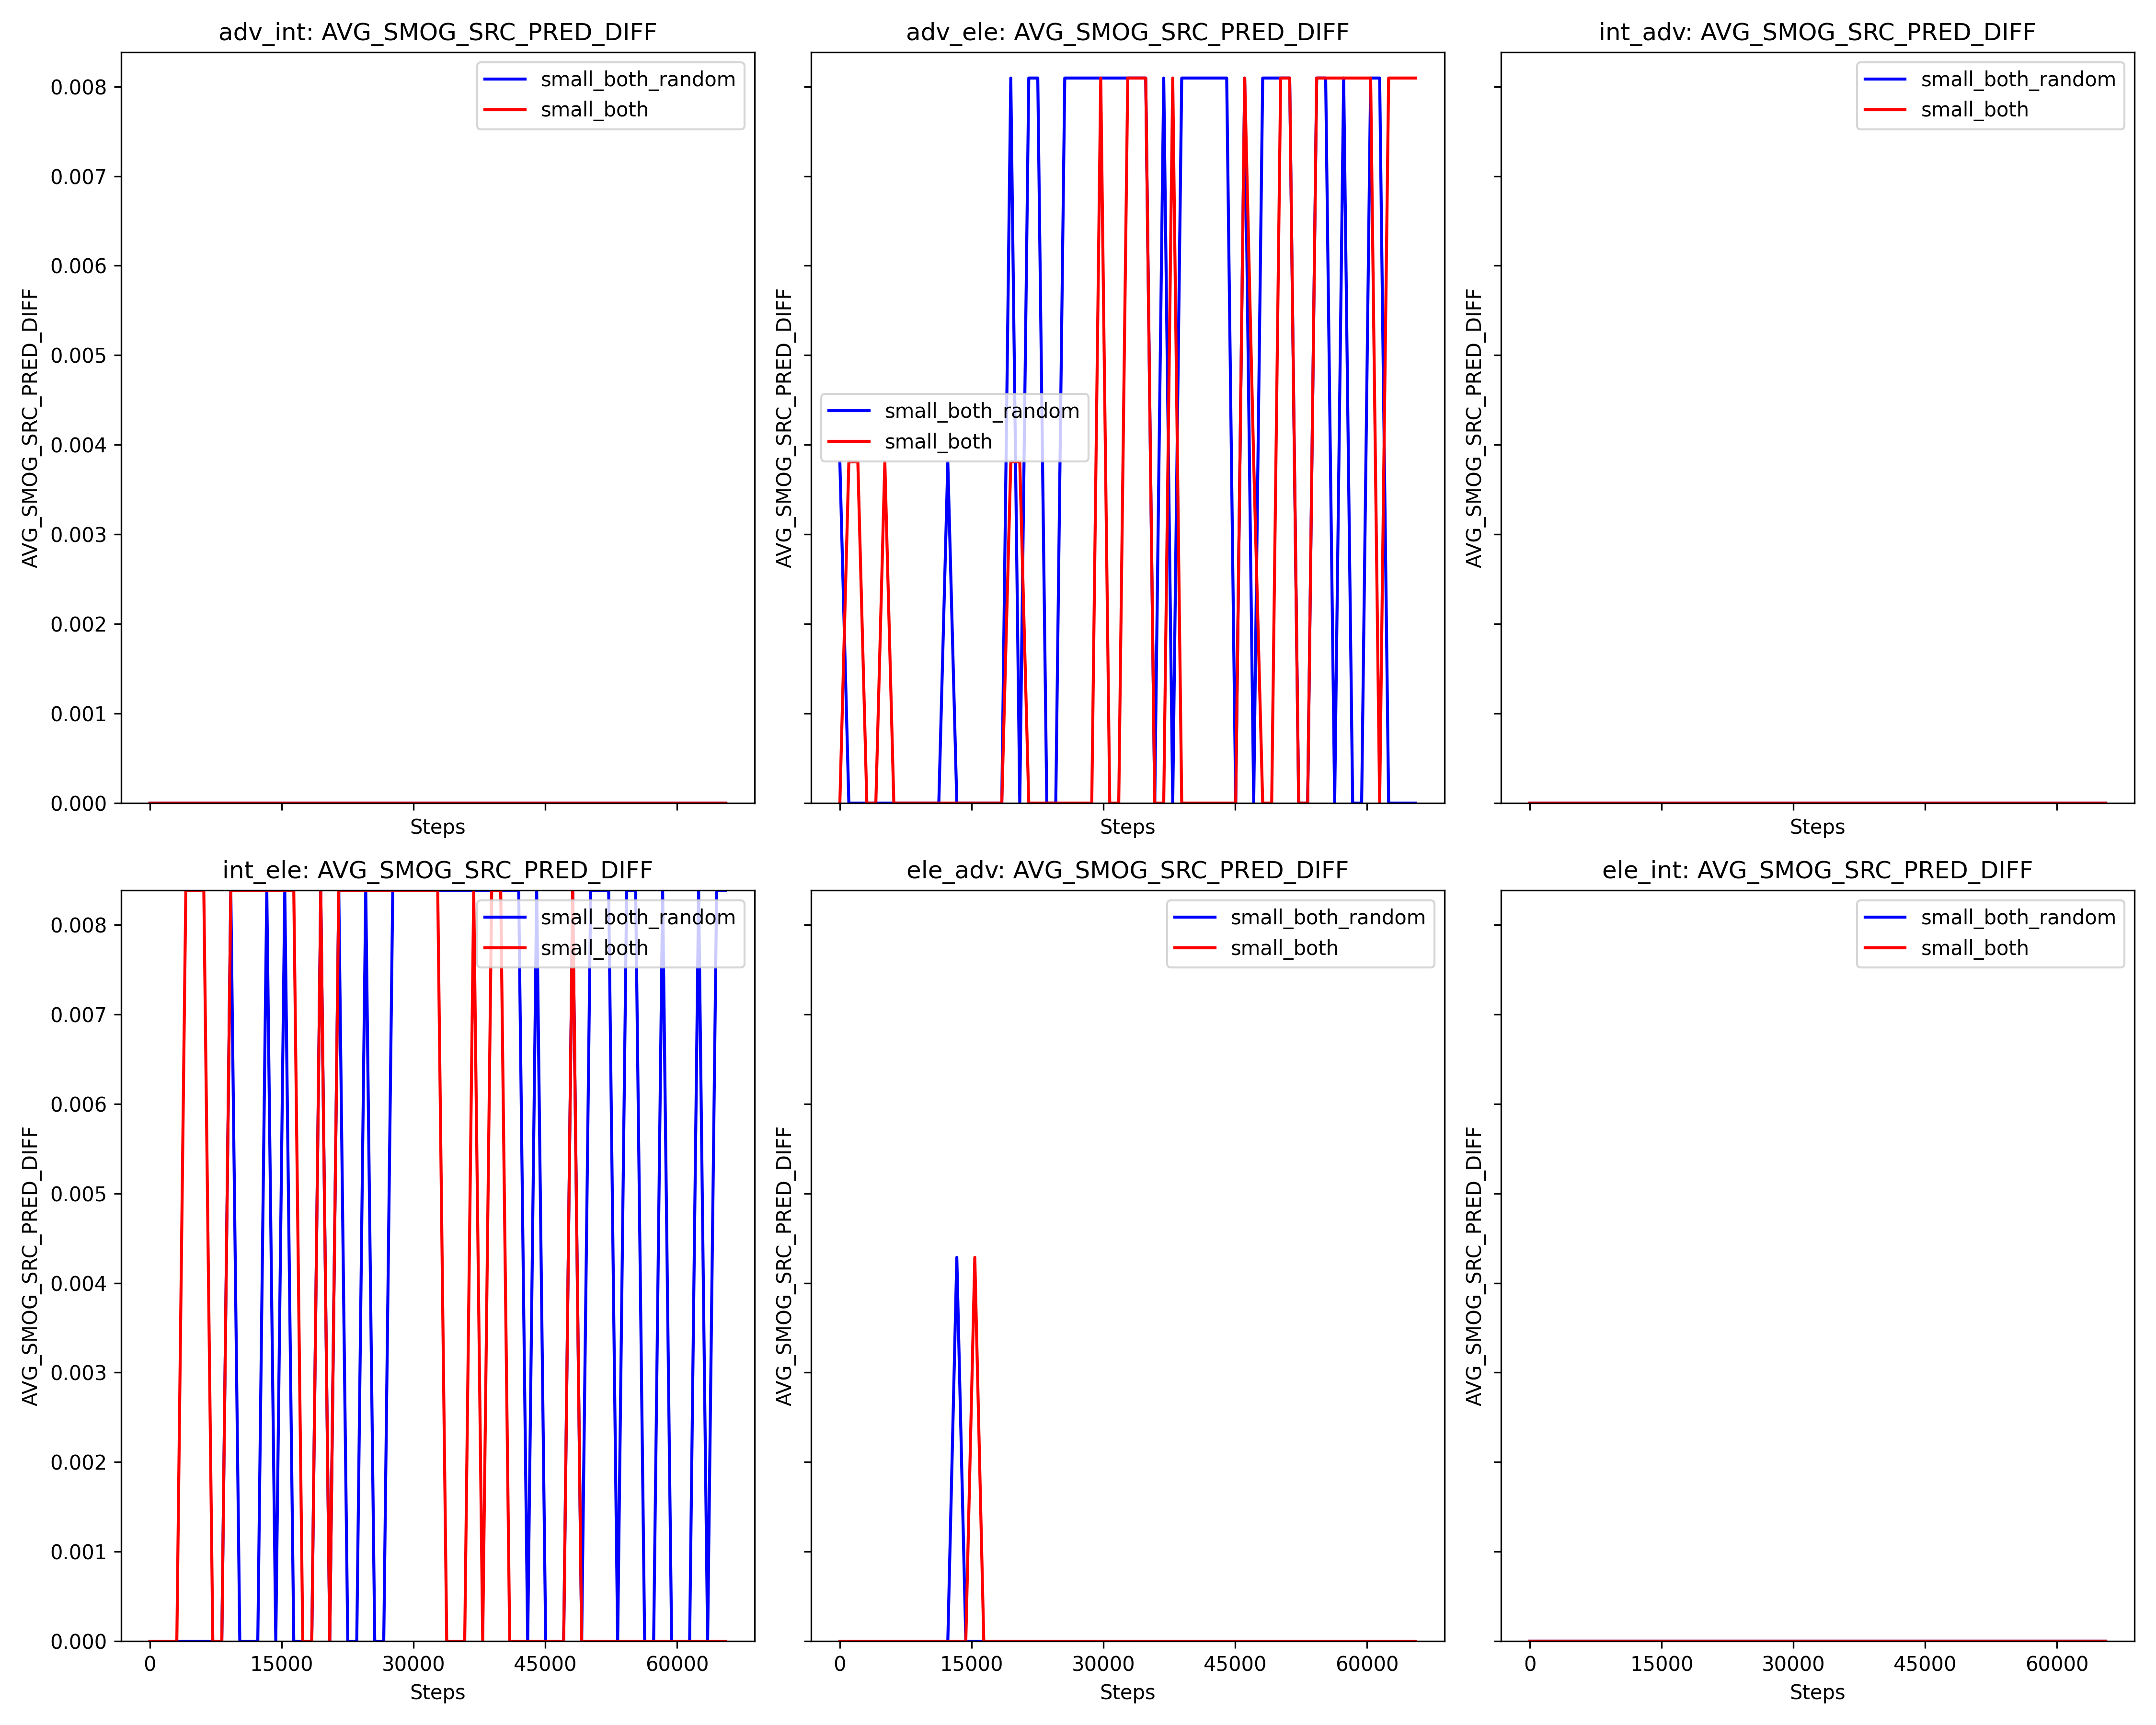 adv_int: AVG_SMOG_SRC_PRED_DIFF
adv_ele: AVG_SMOG_SRC_PRED_DIFF
int_adv: AVG_SMOG_SRC_PRED_DIFF
AVG_SMOG_SRC_PRED_DIFF
0.008
0.007
0.006
0.005
0.004
0.003
0.002
0.001
0.000
small_both_random
small_both
Steps
AVG_SMOG_SRC_PRED_DIFF
small_both_random
small_both
Steps
AVG_SMOG_SRC_PRED_DIFF
small_both_random
small_both
Steps
int_ele: AVG_SMOG_SRC_PRED_DIFF
ele_adv: AVG_SMOG_SRC_PRED_DIFF
ele_int: AVG_SMOG_SRC_PRED_DIFF
AVG_SMOG_SRC_PRED_DIFF
0.008
0.007
0.006
0.005
0.004
0.003
0.002
0.001
0.000
small_both_random
small_both
0 15000 30000 45000 60000
Steps
AVG_SMOG_SRC_PRED_DIFF
small_both_random
small_both
0 15000 30000 45000 60000
Steps
AVG_SMOG_SRC_PRED_DIFF
small_both_random
small_both
0 15000 30000 45000 60000
Steps